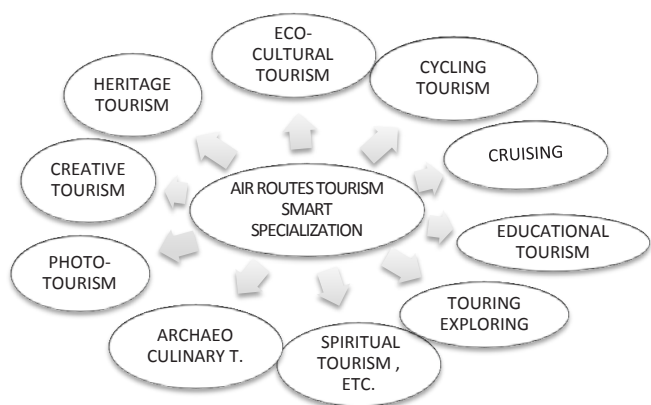 ECO-
CULTURAL
TOURISM
CYCLING
TOURISM
HERITAGE
TOURISM
CRUISING
CREATIVE
TOURISM
AIR ROUTES TOURISM
SMART
SPECIALIZATION
EDUCATIONAL
TOURISM
PHOTO-
TOURISM
TOURING
EXPLORING
ARCHAEO
CULINARY T.
SPIRITUAL
TOURISM ,
ETC.